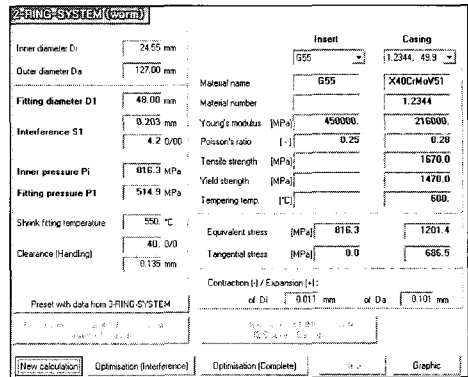 2-RING-SYSTEM (warm)
Insert Casing
Inner diameter Di 24.55 mm
G55 1.2344, 49.9
Outer diameter Da 127.00 mm
Material name G55 X40CrMoV51
Fitting diameter D1 48.00 mm
Material number 1.2344
Interference S1 0.203 mm
Young's modulus [MPa] 450000. 216000.
4.2 0/00
Poisson's ratio [-] 0.25 0.28
Tensile strength [MPa] 1670.0
Inner pressure Pi 816.3 MPa
Yield strength [MPa] 1470.0
Fitting pressure P1 514.9 MPa
Tempering temp. [°C] 600.
Shrink fitting temperature 550. °C
Equivalent stress [MPa] 816.3 1201.4
Clearance (Handling) 40. 0/0
0.135 mm
Tangential stress [MPa] 0.0 686.5
Contraction (-) / Expansion (+) :
of Di 0.011 mm of Da 0.101 mm
Preset with data from 3-RING-SYSTEM
New calculation Optimisation (Interference) Optimisation (Complete) Graphic